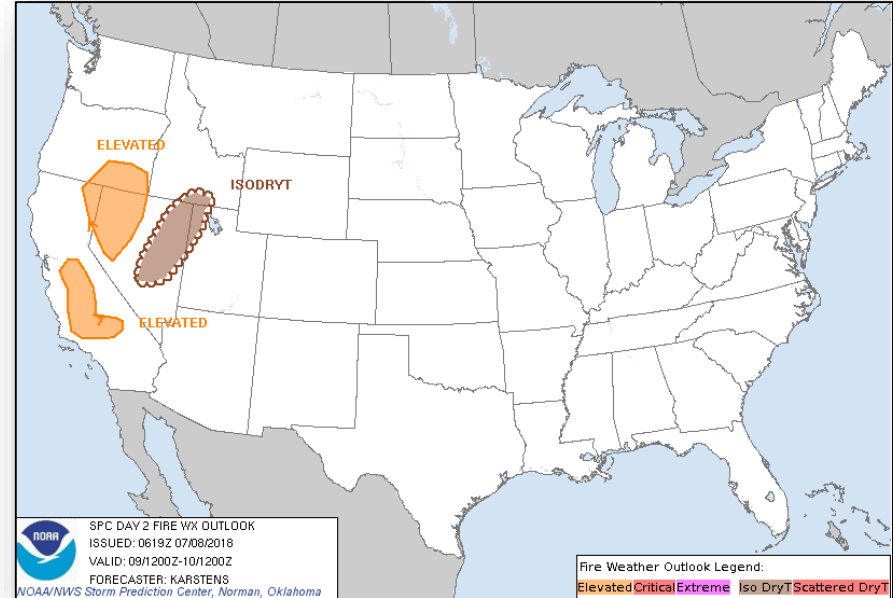 ELEVATED
ISODRYT
ELEVATED
NOAA
SPC DAY 2 FIRE WX OUTLOOK
ISSUED: 0619Z 07/08/2018
VALID: 09/1200Z-10/1200Z
FORECASTER: KARSTENS
NOAA/NWS Storm Prediction Center, Norman, Oklahoma
Fire Weather Outlook Legend:
Elevated Critical Extreme Iso DryT Scattered DryT